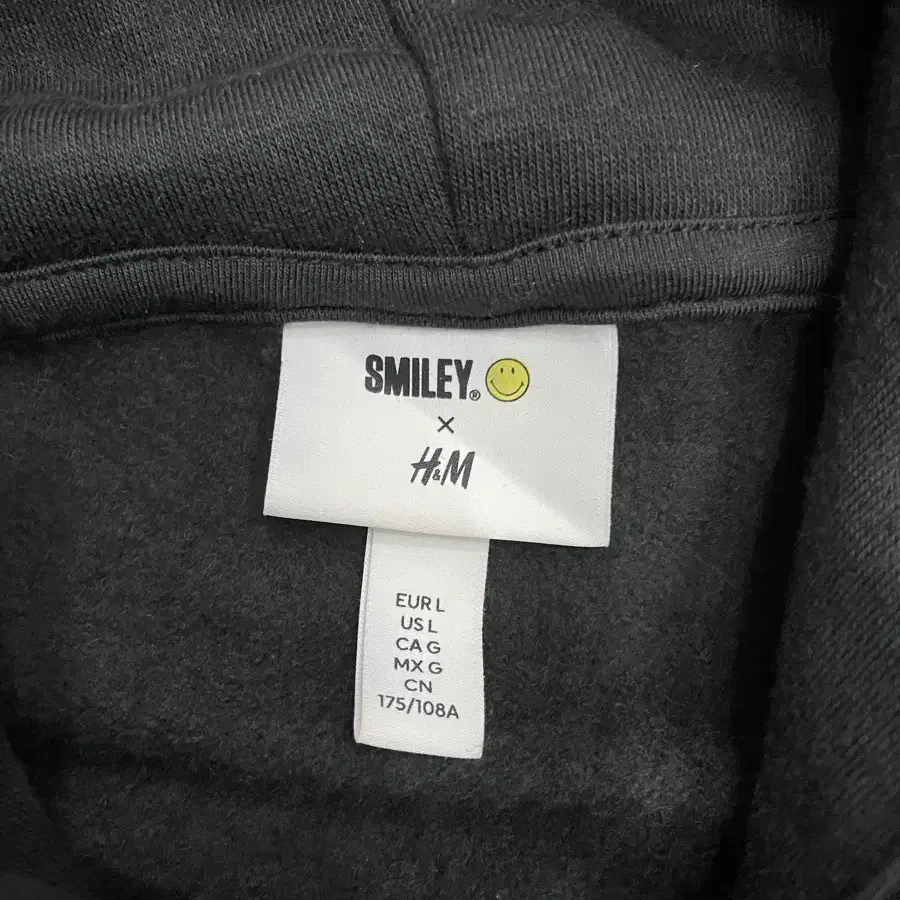 SMILEY®
×
H&M
EUR L
US L
CA G
MX G
CN
175/108A